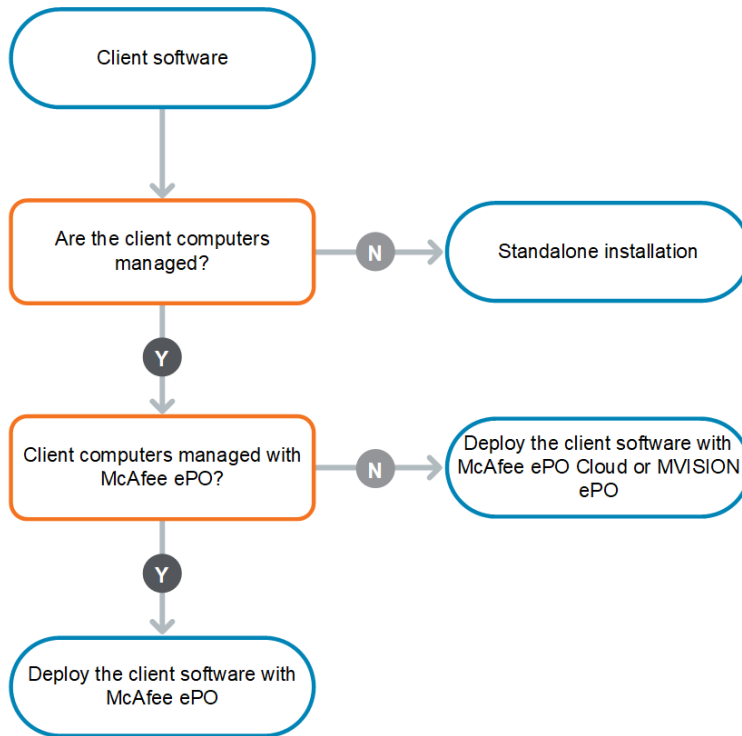 Client software
Are the client computers
managed?
N
Standalone installation
Y
Client computers managed with
McAfee ePO?
N
Deploy the client software with
McAfee ePO Cloud or MVISION
ePO
Y
Deploy the client software with
McAfee ePO